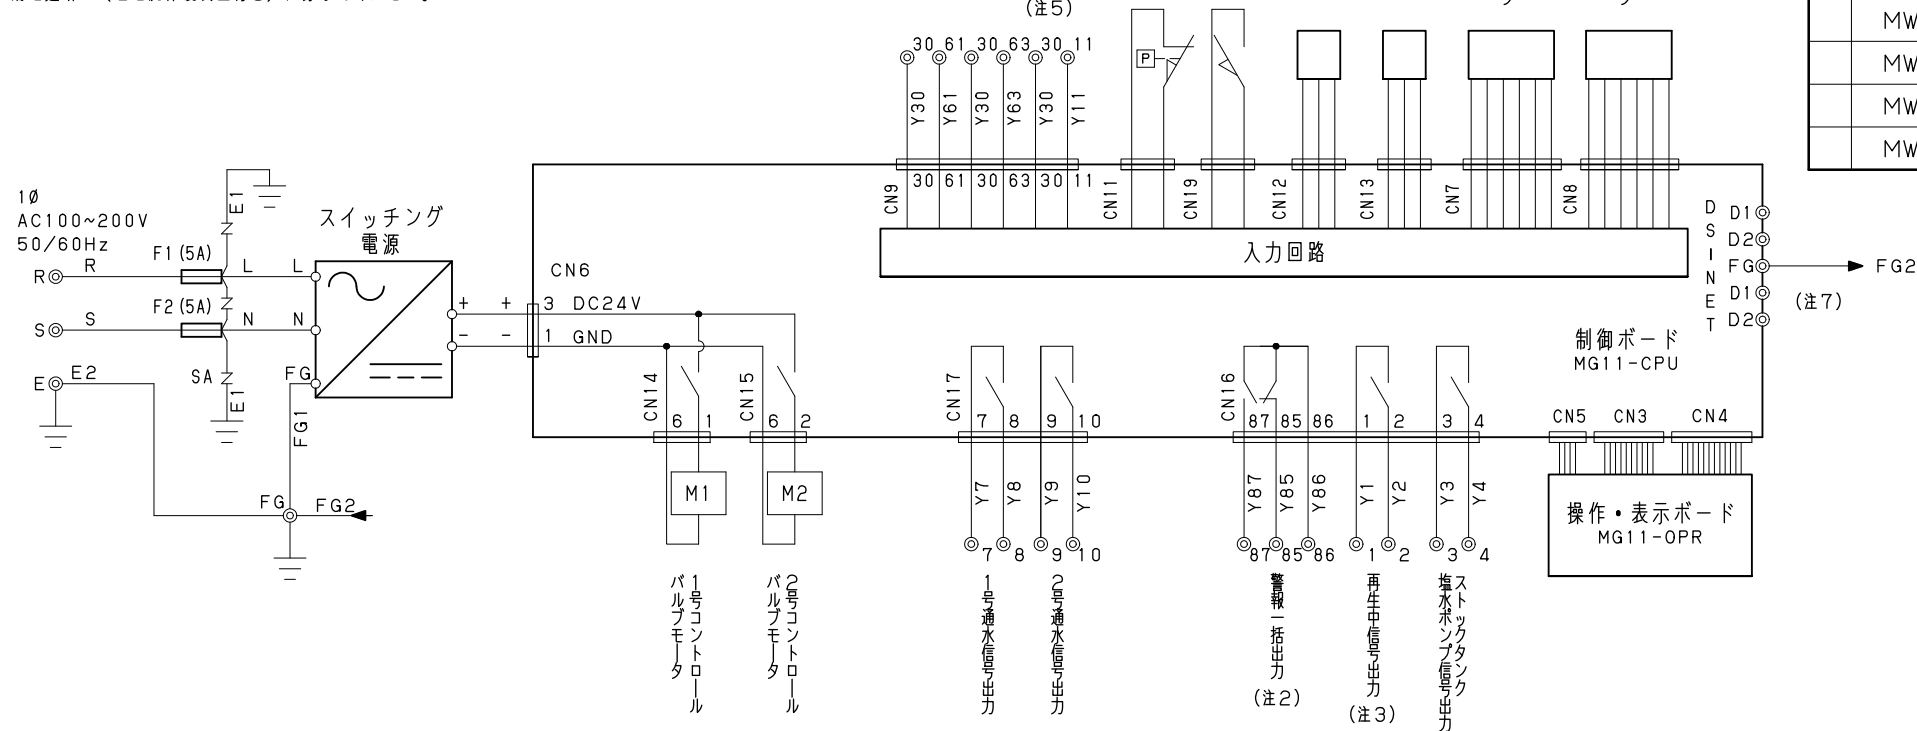 (注5)
MW
MW
MW
MW
30 61 30 63 30 11
P
Y30 Y61 Y30 Y63 Y30 Y11
CN9 30 61 30 63 30 11 CN11 CN19 CN12 CN13 CN7 CN8
入力回路
DSINET
D1
D2
FG
D1
D2
FG2
(注7)
1Ø
AC100~200V
50/60Hz
E1
スイッチング
電源
R R F1(5A) L L
S S F2(5A) N N
E E2 SA FG
E1
FG1
FG FG2
CN6
+ + 3 DC24V
- - 1 GND
制御ボード
MG11-CPU
CN14 6 1
CN15 6 2
CN17 7 8 9 10
CN16 87 85 86 1 2 3 4
CN5 CN3 CN4
M1 M2
Y7 Y8 Y9 Y10
Y87 Y85 Y86 Y1 Y2 Y3 Y4
7 8 9 10
87 85 86 1 2 3 4
操作・表示ボード
MG11-OPR
1号コントロール
バルブモータ
2号コントロール
バルブモータ
1号通水信号出力
2号通水信号出力
警報一括出力
(注2)
再生中信号出力
(注3)
ストックタンク
塩水ポンプ信号出力